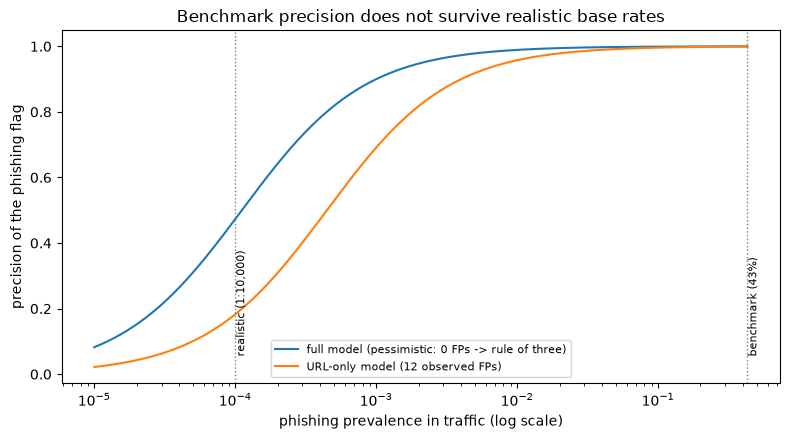 Benchmark precision does not survive realistic base rates
precision of the phishing flag
1.0
0.8
0.6
0.4
0.2
0.0
realistic (1:10,000)
benchmark (43%)
full model (pessimistic: 0 FPs -> rule of three)
URL-only model (12 observed FPs)
10⁻⁵ 10⁻⁴ 10⁻³ 10⁻² 10⁻¹
phishing prevalence in traffic (log scale)